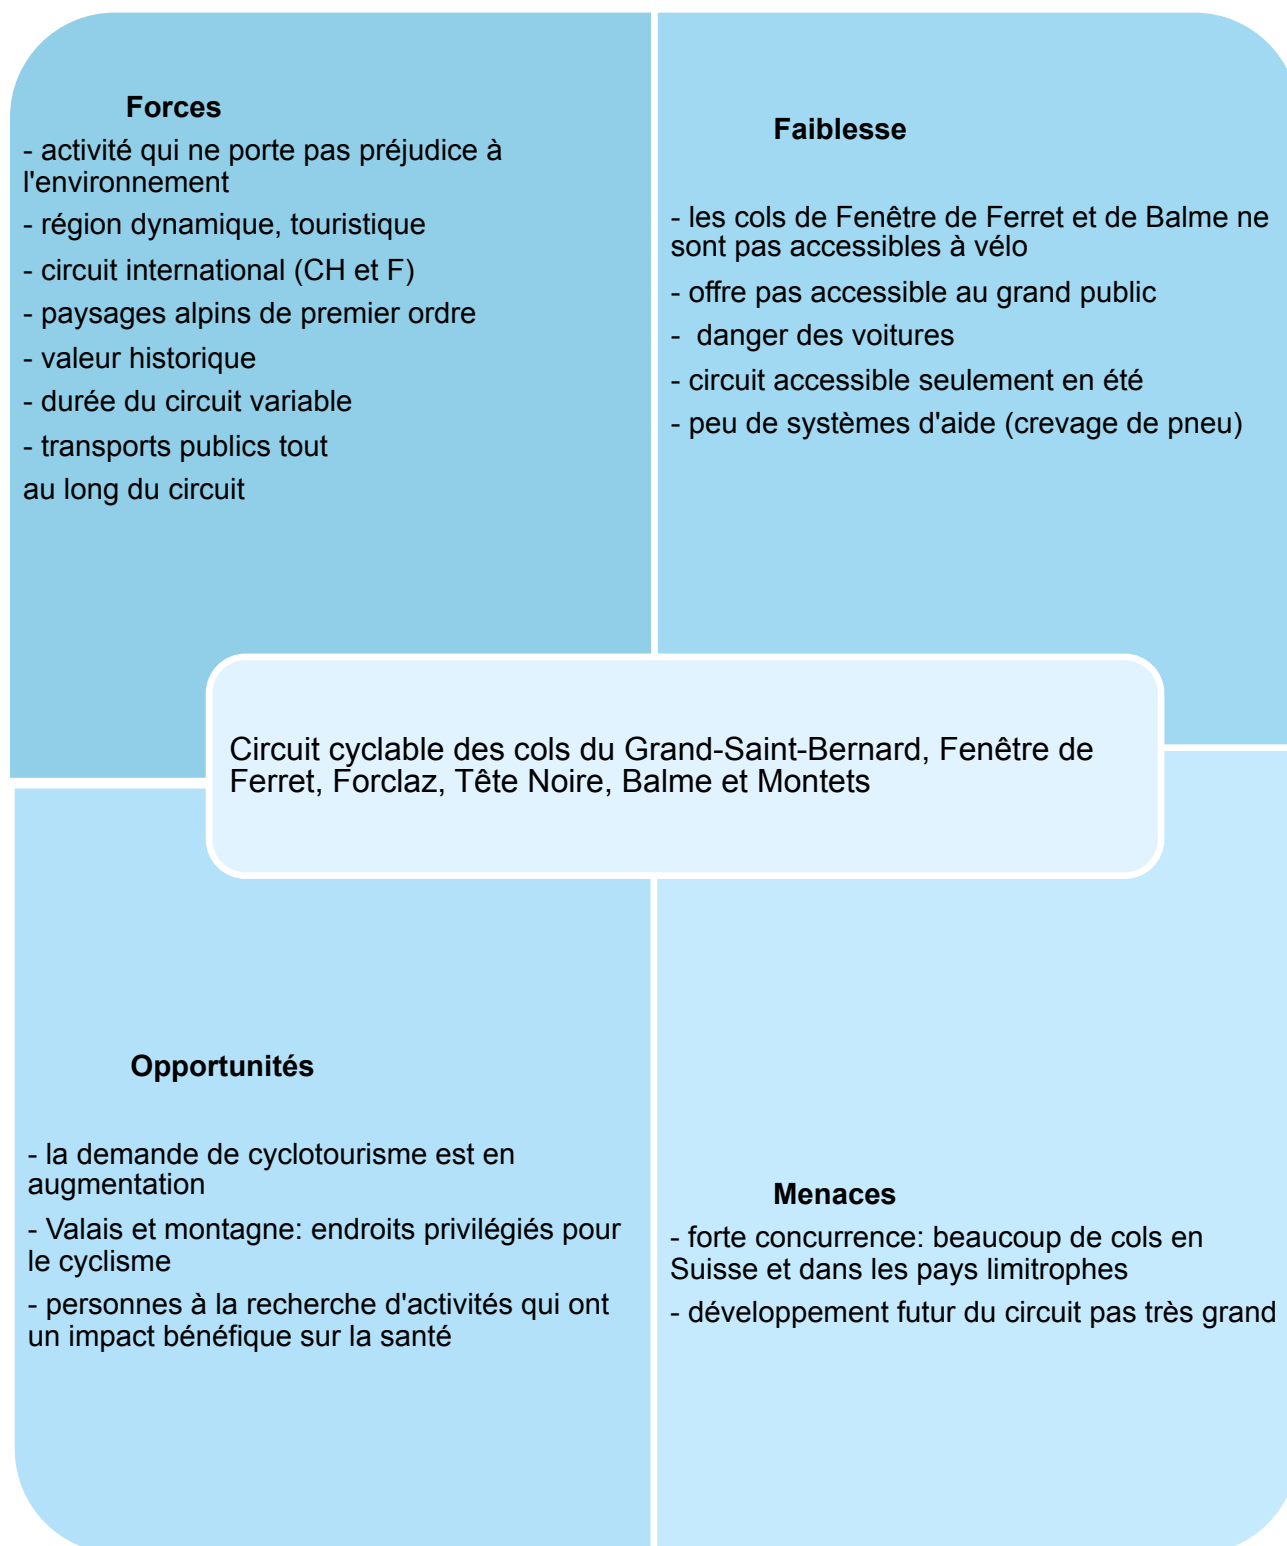 Forces
- activité qui ne porte pas préjudice à
l'environnement
- région dynamique, touristique
- circuit international (CH et F)
- paysages alpins de premier ordre
- valeur historique
- durée du circuit variable
- transports publics tout
au long du circuit
Faiblesse
- les cols de Fenêtre de Ferret et de Balme ne
sont pas accessibles à vélo
- offre pas accessible au grand public
- danger des voitures
- circuit accessible seulement en été
- peu de systèmes d'aide (crevage de pneu)
Circuit cyclable des cols du Grand-Saint-Bernard, Fenêtre de
Ferret, Forclaz, Tête Noire, Balme et Montets
Opportunités
- la demande de cyclotourisme est en
augmentation
- Valais et montagne: endroits privilégiés pour
le cyclisme
- personnes à la recherche d'activités qui ont
un impact bénéfique sur la santé
Menaces
- forte concurrence: beaucoup de cols en
Suisse et dans les pays limitrophes
- développement futur du circuit pas très grand